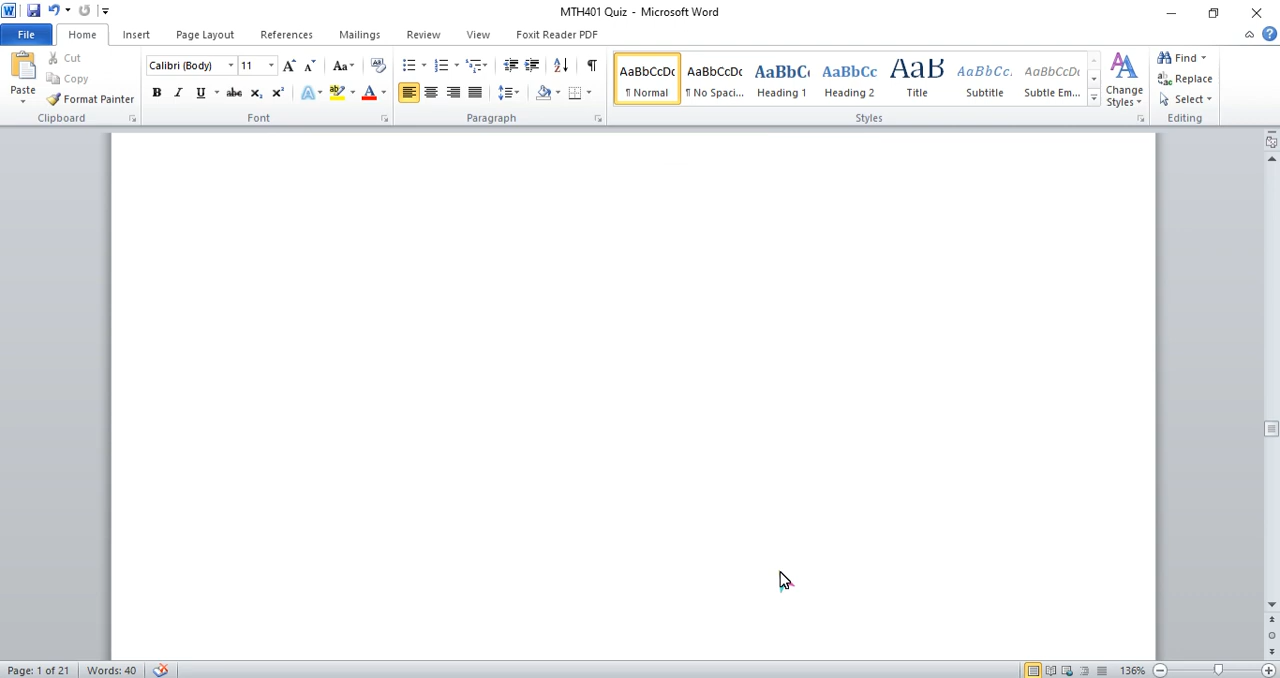 MTH401 Quiz - Microsoft Word
File Home Insert Page Layout References Mailings Review View Foxit Reader PDF
Paste
Cut
Copy
Format Painter
Clipboard
Calibri (Body) 11
Font
Paragraph
AaBbCcDc AaBbCcDc AaBbC AaBbCc AaB AaBbCc. AaBbCcDc
¶ Normal ¶ No Spaci... Heading 1 Heading 2 Title Subtitle Subtle Em...
Change
Styles
Styles
Find
Replace
Select
Editing
Page: 1 of 21 Words: 40 136%